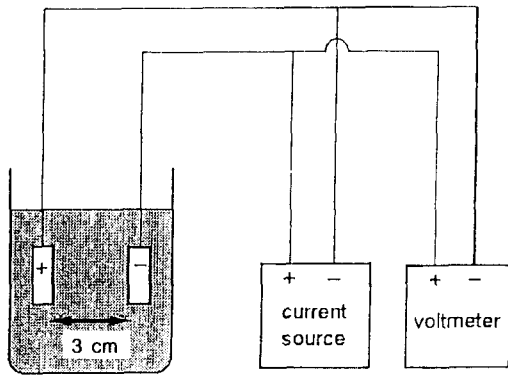 + −
3 cm
+ −
current
source
+ −
voltmeter